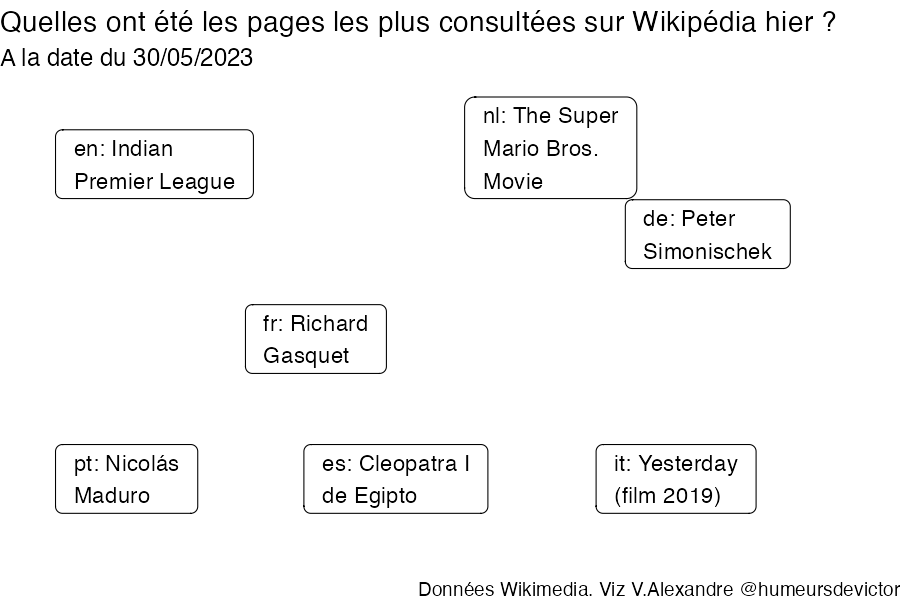 Quelles ont été les pages les plus consultées sur Wikipédia hier ?
A la date du 30/05/2023
en: Indian
Premier League
nl: The Super
Mario Bros.
Movie
de: Peter
Simonischek
fr: Richard
Gasquet
pt: Nicolás
Maduro
es: Cleopatra I
de Egipto
it: Yesterday
(film 2019)
Données Wikimedia. Viz V.Alexandre @humeursdevictor